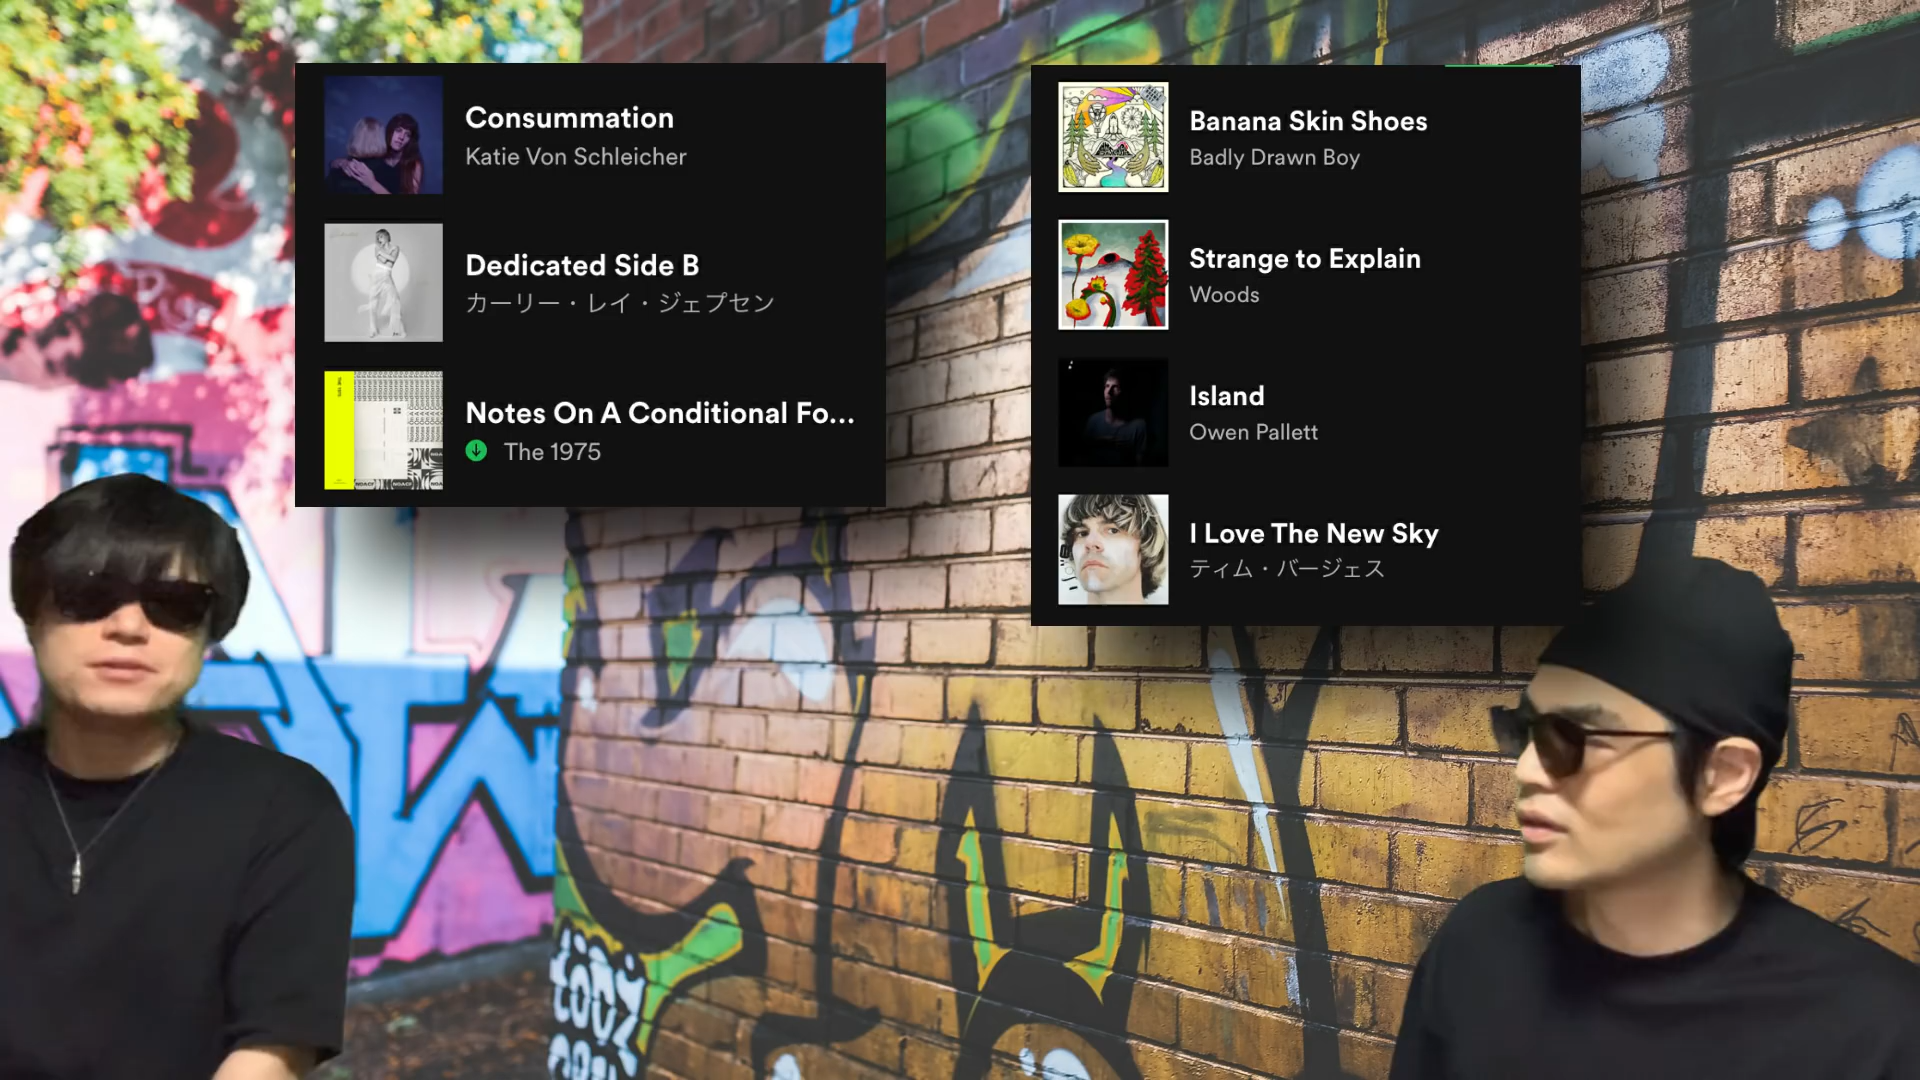 Consummation
Katie Von Schleicher
Dedicated Side B
カーリー・レイ・ジェプセン
Notes On A Conditional Fo...
The 1975
Banana Skin Shoes
Badly Drawn Boy
Strange to Explain
Woods
Island
Owen Pallett
I Love The New Sky
ティム・バージェス